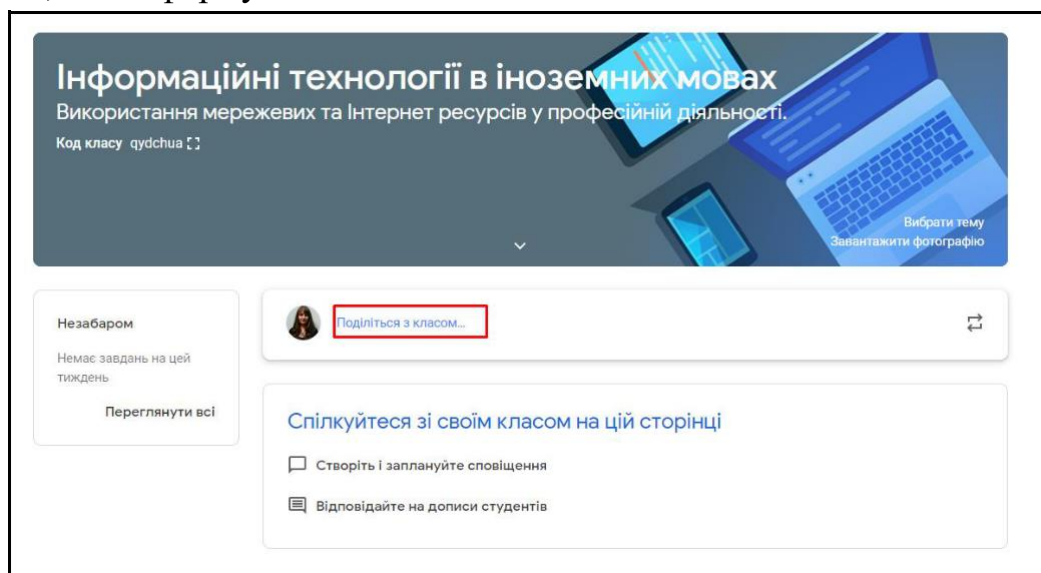 Інформаційні технології в іноземних мовах
Використання мережевих та Інтернет ресурсів у професійній діяльності.
Код класу qydchua
Вибрати тему
Завантажити фотографію
Незабаром
Немає завдань на цей
тиждень
Переглянути всі
Поділіться з класом...
Спілкуйтеся зі своїм класом на цій сторінці
Створіть і заплануйте сповіщення
Відповідайте на дописи студентів